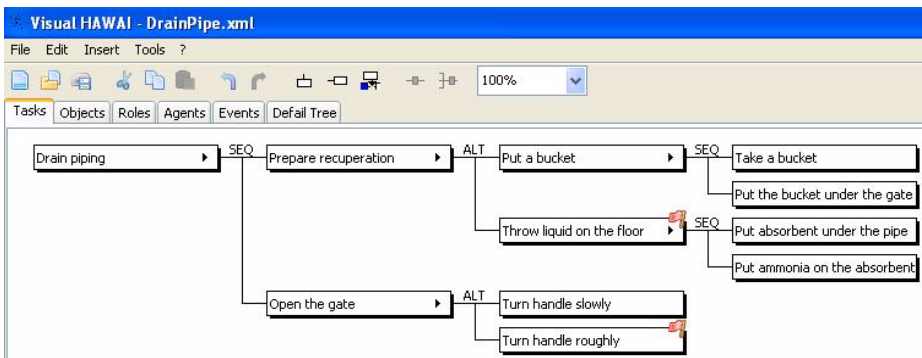 Visual HAWAI - DrainPipe.xml
File Edit Insert Tools ?
100%
Tasks Objects Roles Agents Events Defail Tree
Drain piping SEQ Prepare recuperation ALT Put a bucket SEQ Take a bucket
Put the bucket under the gate
Throw liquid on the floor SEQ Put absorbent under the pipe
Put ammonia on the absorbent
Open the gate ALT Turn handle slowly
Turn handle roughly